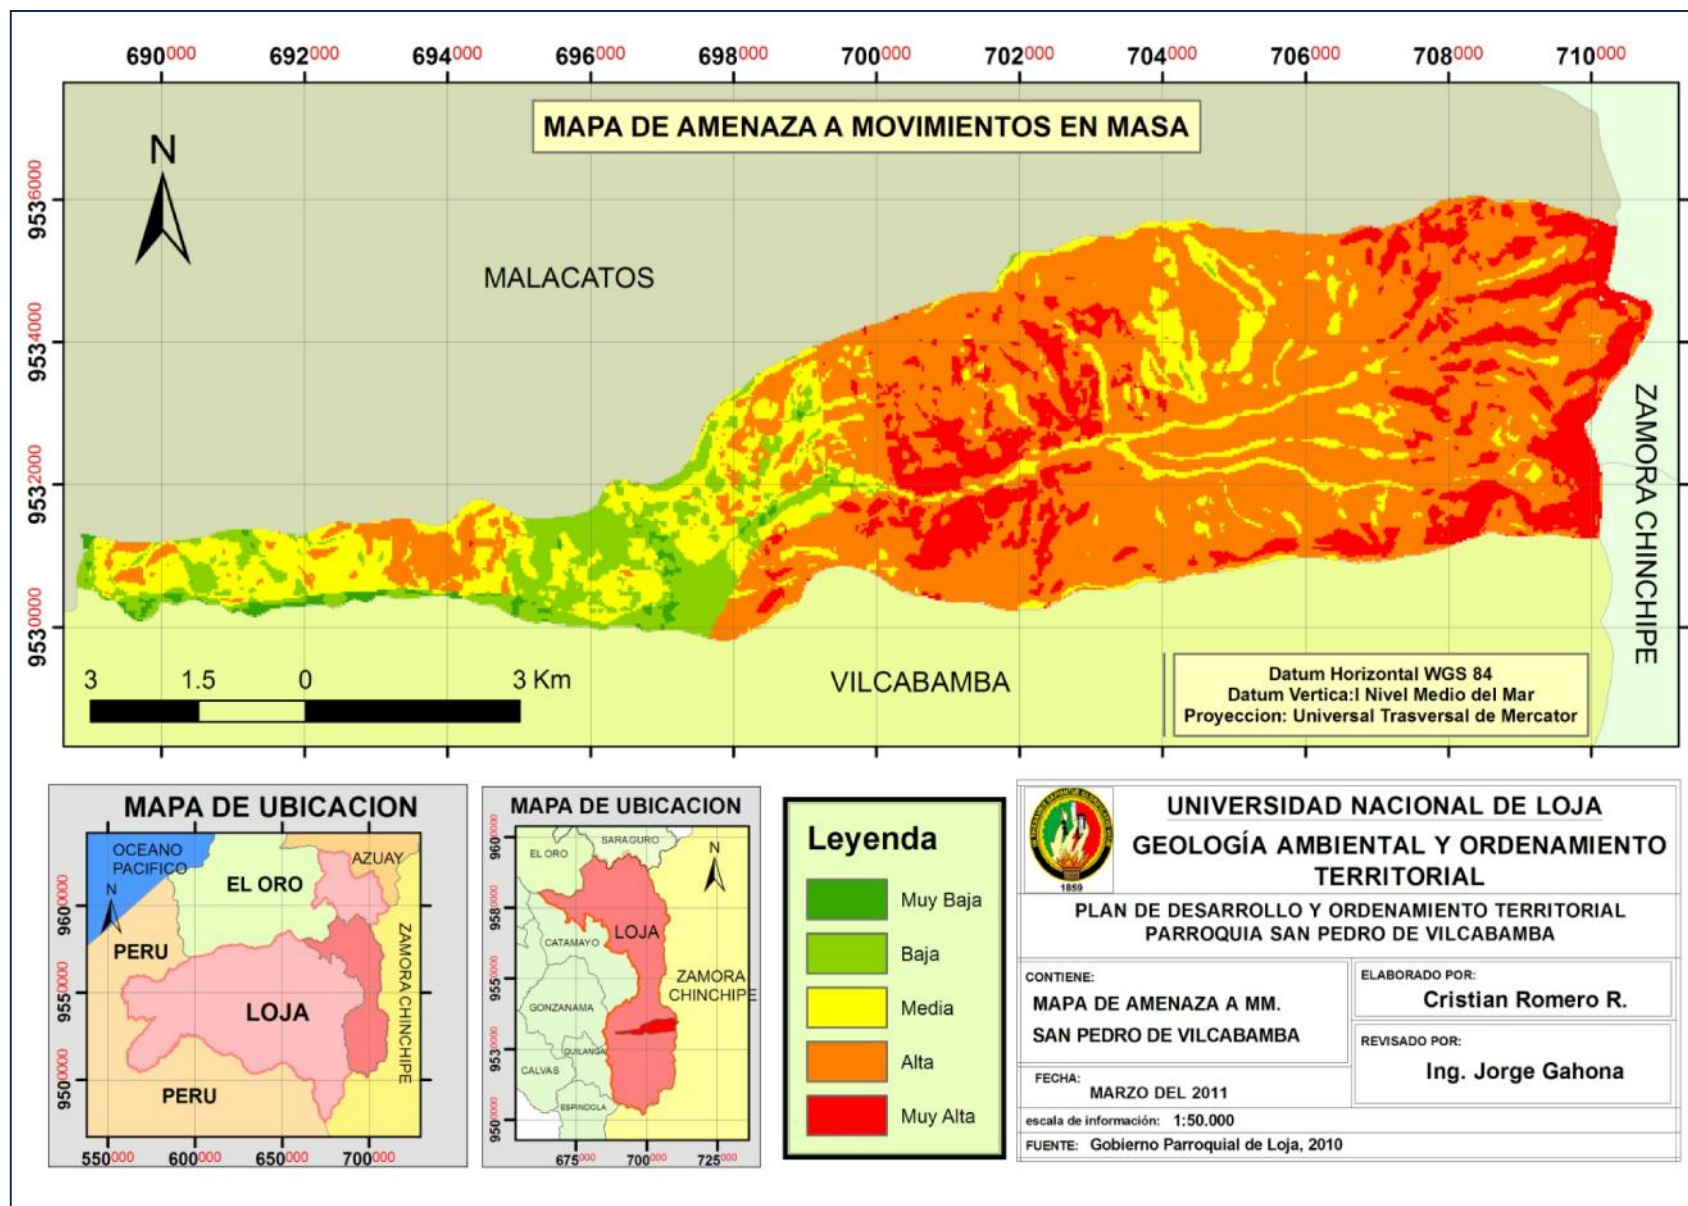 690000 692000 694000 696000 698000 700000 702000 704000 706000 708000 710000
MAPA DE AMENAZA A MOVIMIENTOS EN MASA
N
9536000
9534000
9532000
9530000
MALACATOS
VILCABAMBA
ZAMORA CHINCHIPE
3 1.5 0 3 Km
Datum Horizontal WGS 84
Datum Vertica:l Nivel Medio del Mar
Proyeccion: Universal Trasversal de Mercator
MAPA DE UBICACION
OCEANO
PACIFICO
N
EL ORO
AZUAY
PERU
LOJA
ZAMORA CHINCHIPE
PERU
9600000
9550000
9500000
550000 600000 650000 700000
MAPA DE UBICACION
SARAGURO
EL ORO
N
LOJA
CATAMAYO
ZAMORA
CHINCHIPE
GONZANAMA
QUILANGA
CALVAS
ESPINDOLA
9600000
9580000
9550000
9530000
9500000
675000 700000 725000
Leyenda
Muy Baja
Baja
Media
Alta
Muy Alta
1859
UNIVERSIDAD NACIONAL DE LOJA
GEOLOGÍA AMBIENTAL Y ORDENAMIENTO
TERRITORIAL
PLAN DE DESARROLLO Y ORDENAMIENTO TERRITORIAL
PARROQUIA SAN PEDRO DE VILCABAMBA
CONTIENE:
MAPA DE AMENAZA A MM.
SAN PEDRO DE VILCABAMBA
ELABORADO POR:
Cristian Romero R.
REVISADO POR:
Ing. Jorge Gahona
FECHA:
MARZO DEL 2011
escala de información: 1:50.000
FUENTE: Gobierno Parroquial de Loja, 2010